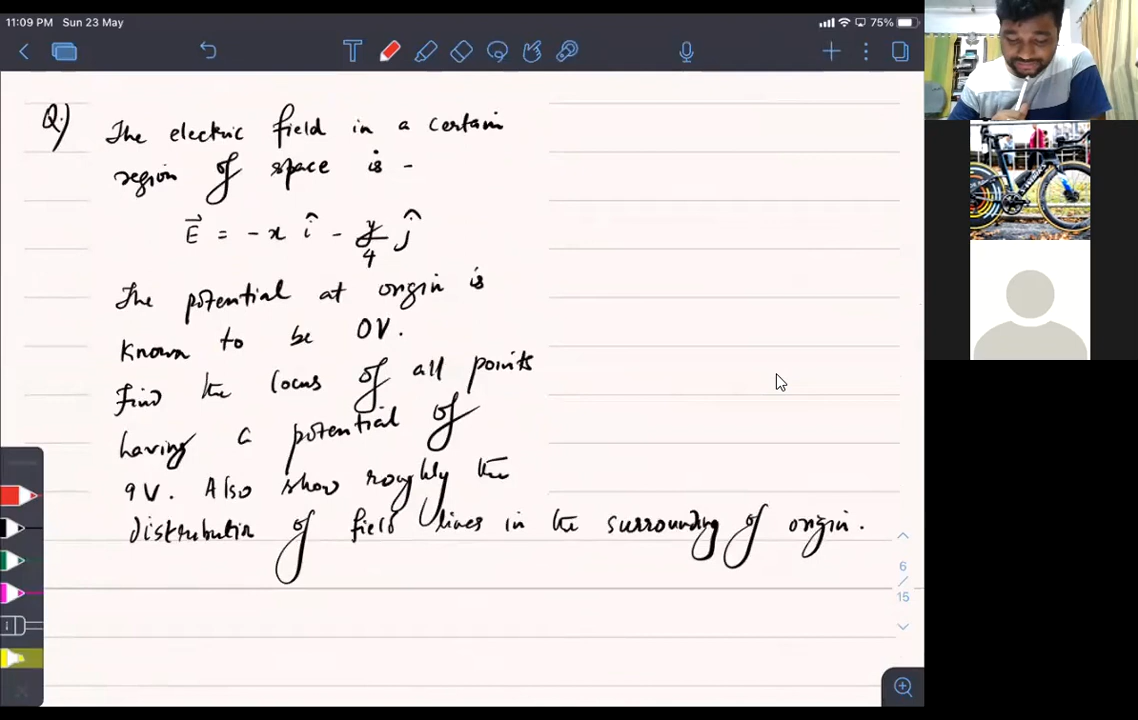 11:09 PM Sun 23 May
75%
T
Q.) The electric field in a certain
region of space is -
E⃗ = - x î - y/4 ĵ
The potential at origin is
known to be 0V.
Find the locus of all points
having a potential of
9V. Also show roughly the
distribution of field lines in the surrounding of origin.
6
/
15